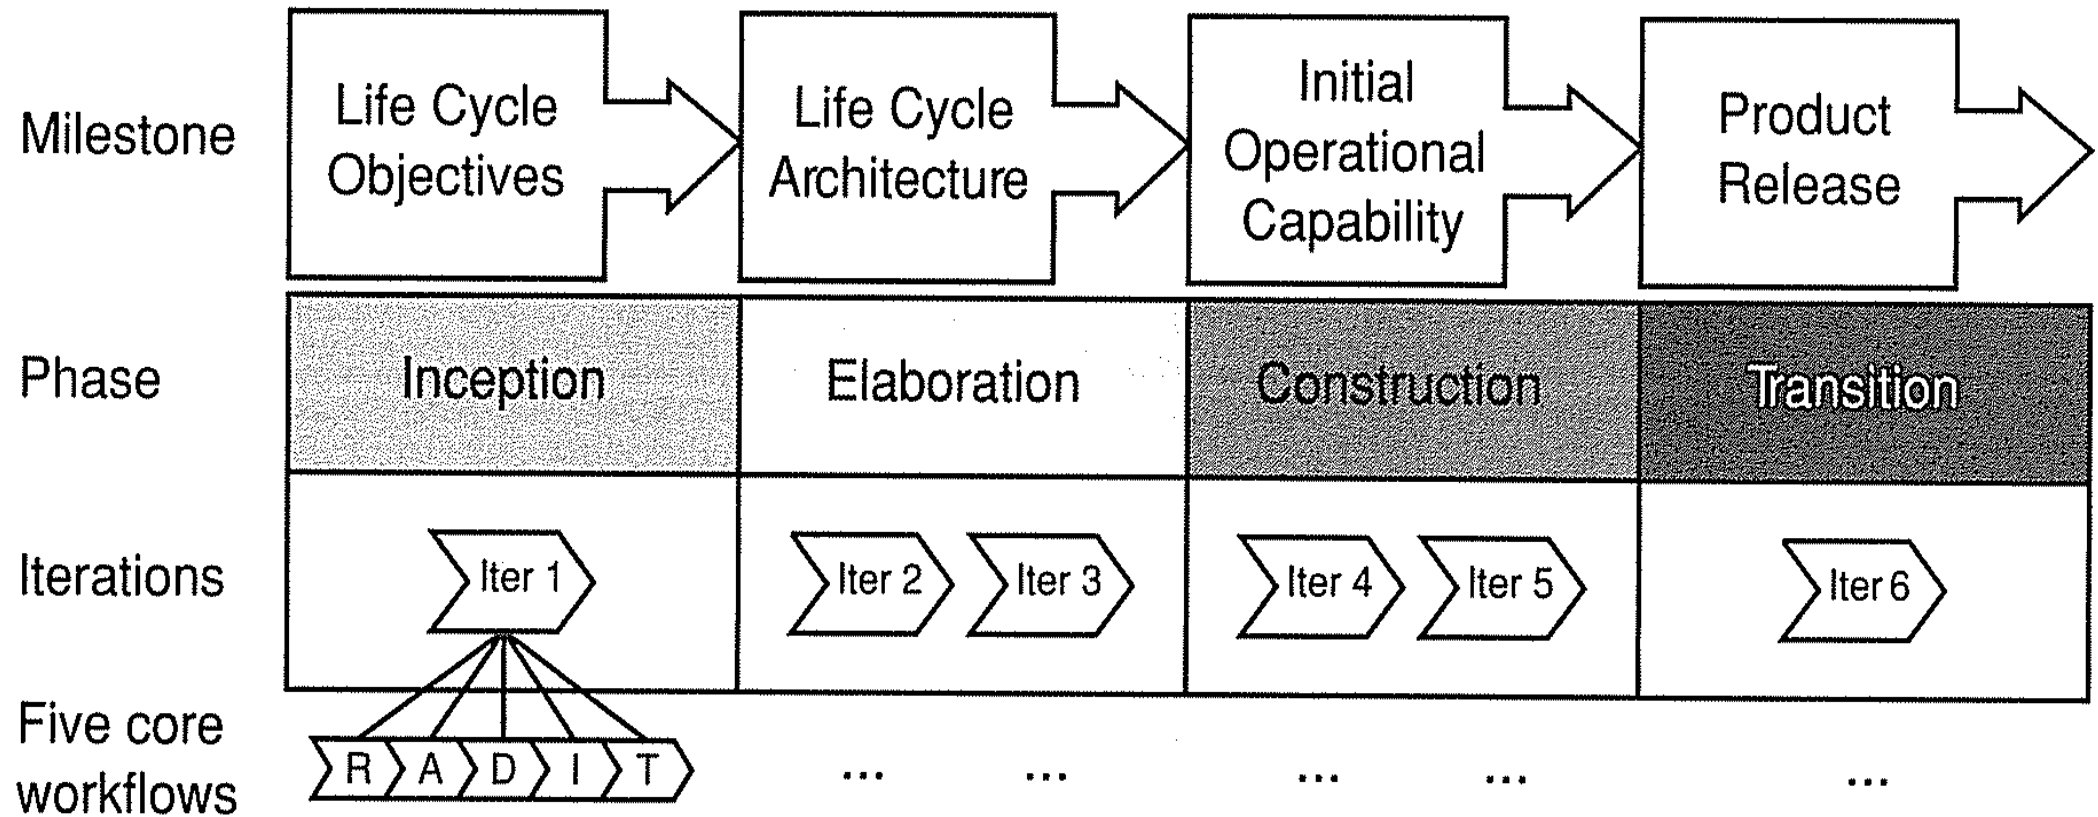 Milestone
Life Cycle
Objectives
Life Cycle
Architecture
Initial
Operational
Capability
Product
Release
Phase
Inception
Elaboration
Construction
Transition
Iterations
Iter 1
Iter 2
Iter 3
Iter 4
Iter 5
Iter 6
Five core
workflows
R A D I T
... ... ... ... ...